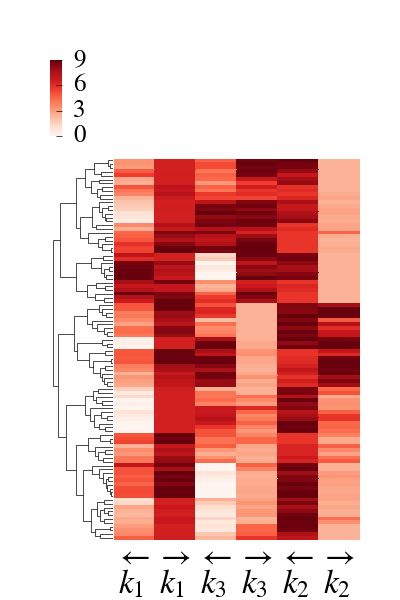 9
6
3
0
← → ← → ← →
k₁ k₁ k₃ k₃ k₂ k₂